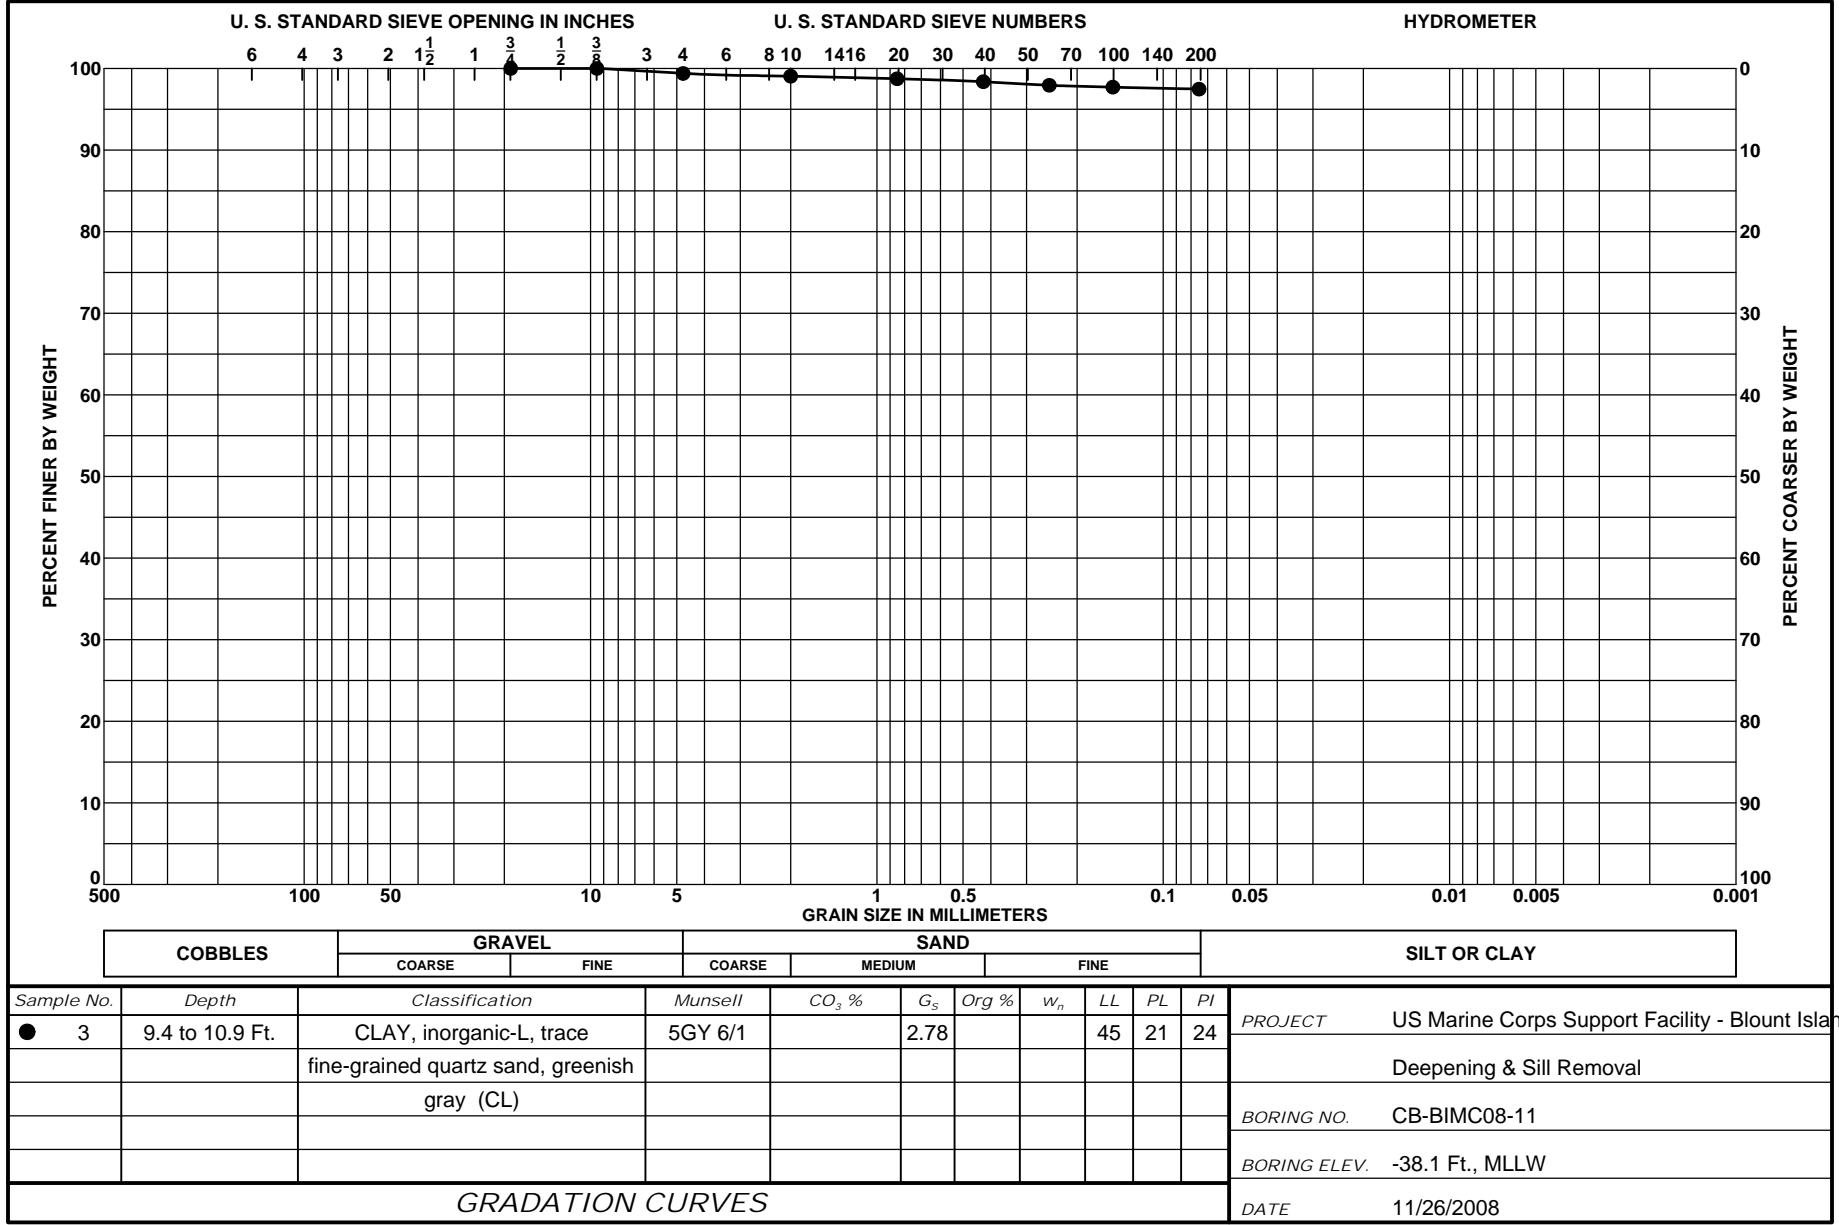 U. S. STANDARD SIEVE OPENING IN INCHES U. S. STANDARD SIEVE NUMBERS HYDROMETER
6 4 3 2 1 1/2 1 3/4 1/2 3/8 3 4 6 8 10 14 16 20 30 40 50 70 100 140 200
100 0
90 10
80 20
70 30
60 40
50 50
40 60
30 70
20 80
10 90
0 100
PERCENT FINER BY WEIGHT
PERCENT COARSER BY WEIGHT
500 100 50 10 5 1 0.5 0.1 0.05 0.01 0.005 0.001
GRAIN SIZE IN MILLIMETERS
COBBLES GRAVEL SAND SILT OR CLAY
COARSE FINE COARSE MEDIUM FINE
Sample No. Depth Classification Munsell CO₃ % Gₛ Org % wₙ LL PL PI
3 9.4 to 10.9 Ft. CLAY, inorganic-L, trace 5GY 6/1 2.78 45 21 24
fine-grained quartz sand, greenish
gray (CL)
GRADATION CURVES
PROJECT US Marine Corps Support Facility - Blount Islan
Deepening & Sill Removal
BORING NO. CB-BIMC08-11
BORING ELEV. -38.1 Ft., MLLW
DATE 11/26/2008